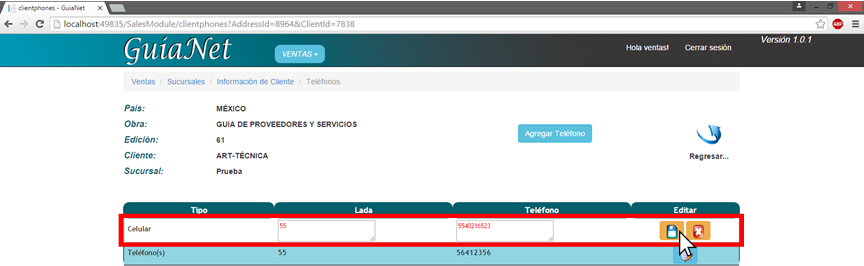 clientphones - GuiaNet
localhost:49835/SalesModule/clientphones?AddressId=8964&ClientId=7838
ABP
Versión 1.0.1
GuíaNet
VENTAS
Hola ventas!
Cerrar sesión
Ventas / Sucursales / Información de Cliente / Teléfonos
País: MÉXICO
Obra: GUIA DE PROVEEDORES Y SERVICIOS
Edición: 61
Cliente: ART-TÉCNICA
Sucursal: Prueba
Agregar Teléfono
Regresar...
Tipo Lada Teléfono Editar
Celular 55 5540216523
Teléfono(s) 55 56412356